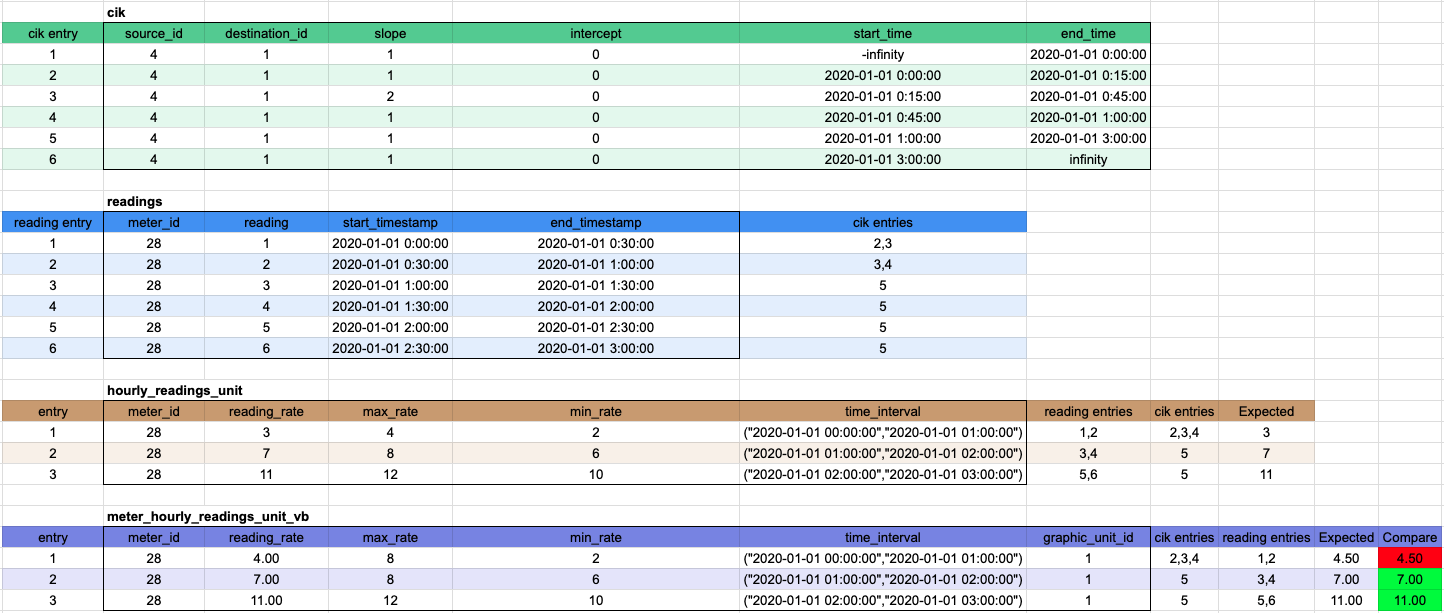 cik
cik entry source_id destination_id slope intercept start_time end_time
1 4 1 1 0 -infinity 2020-01-01 0:00:00
2 4 1 1 0 2020-01-01 0:00:00 2020-01-01 0:15:00
3 4 1 2 0 2020-01-01 0:15:00 2020-01-01 0:45:00
4 4 1 1 0 2020-01-01 0:45:00 2020-01-01 1:00:00
5 4 1 1 0 2020-01-01 1:00:00 2020-01-01 3:00:00
6 4 1 1 0 2020-01-01 3:00:00 infinity
readings
reading entry meter_id reading start_timestamp end_timestamp cik entries
1 28 1 2020-01-01 0:00:00 2020-01-01 0:30:00 2,3
2 28 2 2020-01-01 0:30:00 2020-01-01 1:00:00 3,4
3 28 3 2020-01-01 1:00:00 2020-01-01 1:30:00 5
4 28 4 2020-01-01 1:30:00 2020-01-01 2:00:00 5
5 28 5 2020-01-01 2:00:00 2020-01-01 2:30:00 5
6 28 6 2020-01-01 2:30:00 2020-01-01 3:00:00 5
hourly_readings_unit
entry meter_id reading_rate max_rate min_rate time_interval reading entries cik entries Expected
1 28 3 4 2 ("2020-01-01 00:00:00","2020-01-01 01:00:00") 1,2 2,3,4 3
2 28 7 8 6 ("2020-01-01 01:00:00","2020-01-01 02:00:00") 3,4 5 7
3 28 11 12 10 ("2020-01-01 02:00:00","2020-01-01 03:00:00") 5,6 5 11
meter_hourly_readings_unit_vb
entry meter_id reading_rate max_rate min_rate time_interval graphic_unit_id cik entries reading entries Expected Compare
1 28 4.00 8 2 ("2020-01-01 00:00:00","2020-01-01 01:00:00") 1 2,3,4 1,2 4.50 4.50
2 28 7.00 8 6 ("2020-01-01 01:00:00","2020-01-01 02:00:00") 1 5 3,4 7.00 7.00
3 28 11.00 12 10 ("2020-01-01 02:00:00","2020-01-01 03:00:00") 1 5 5,6 11.00 11.00